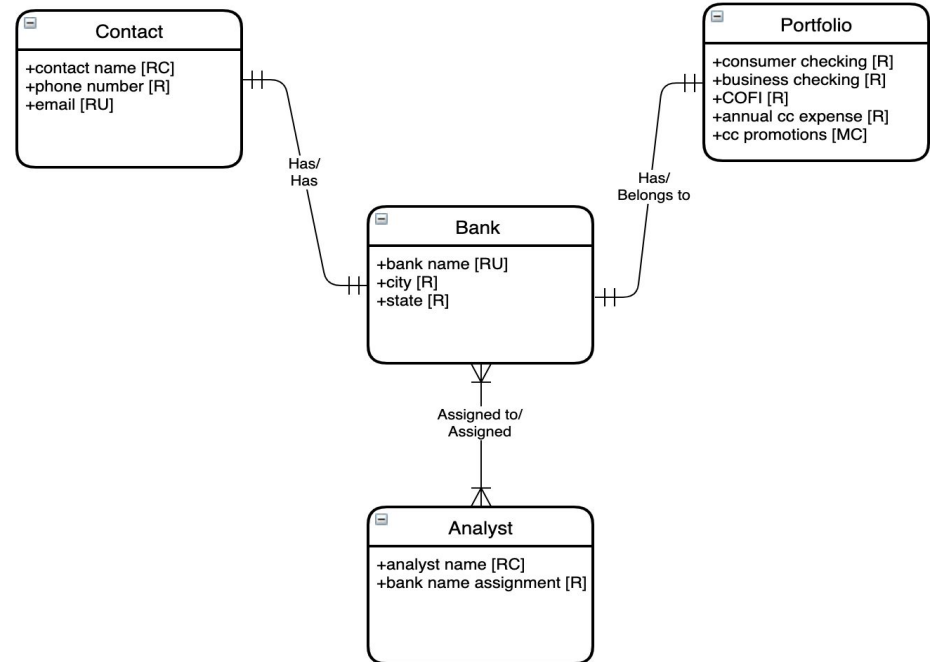 Contact
+contact name [RC]
+phone number [R]
+email [RU]
Portfolio
+consumer checking [R]
+business checking [R]
+COFI [R]
+annual cc expense [R]
+cc promotions [MC]
Has/
Has
Has/
Belongs to
Bank
+bank name [RU]
+city [R]
+state [R]
Assigned to/
Assigned
Analyst
+analyst name [RC]
+bank name assignment [R]